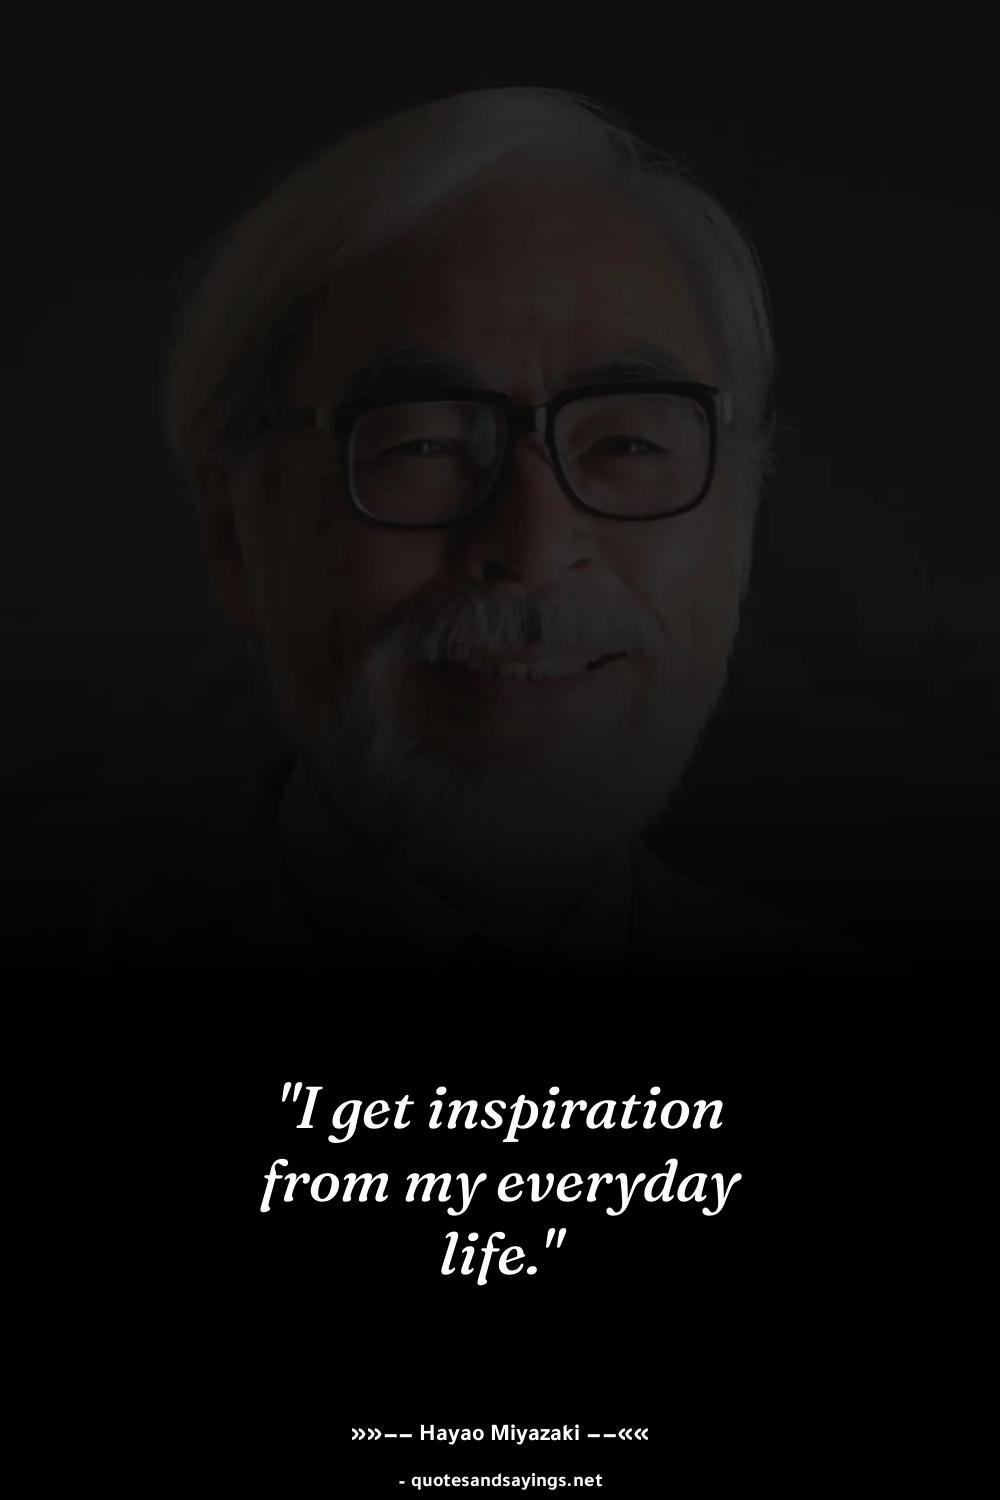 "I get inspiration
from my everyday
life."
»»−− Hayao Miyazaki −−««
- quotesandsayings.net